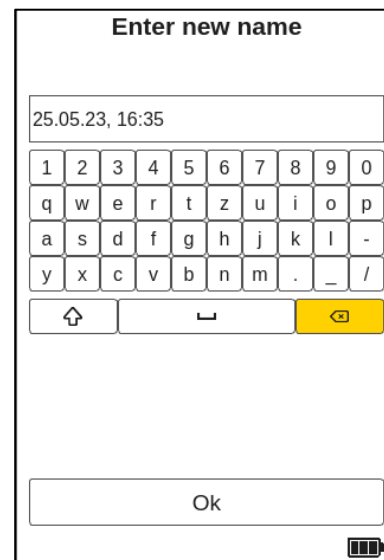 Enter new name
25.05.23, 16:35
1 2 3 4 5 6 7 8 9 0
q w e r t z u i o p
a s d f g h j k l -
y x c v b n m . _ /
Ok